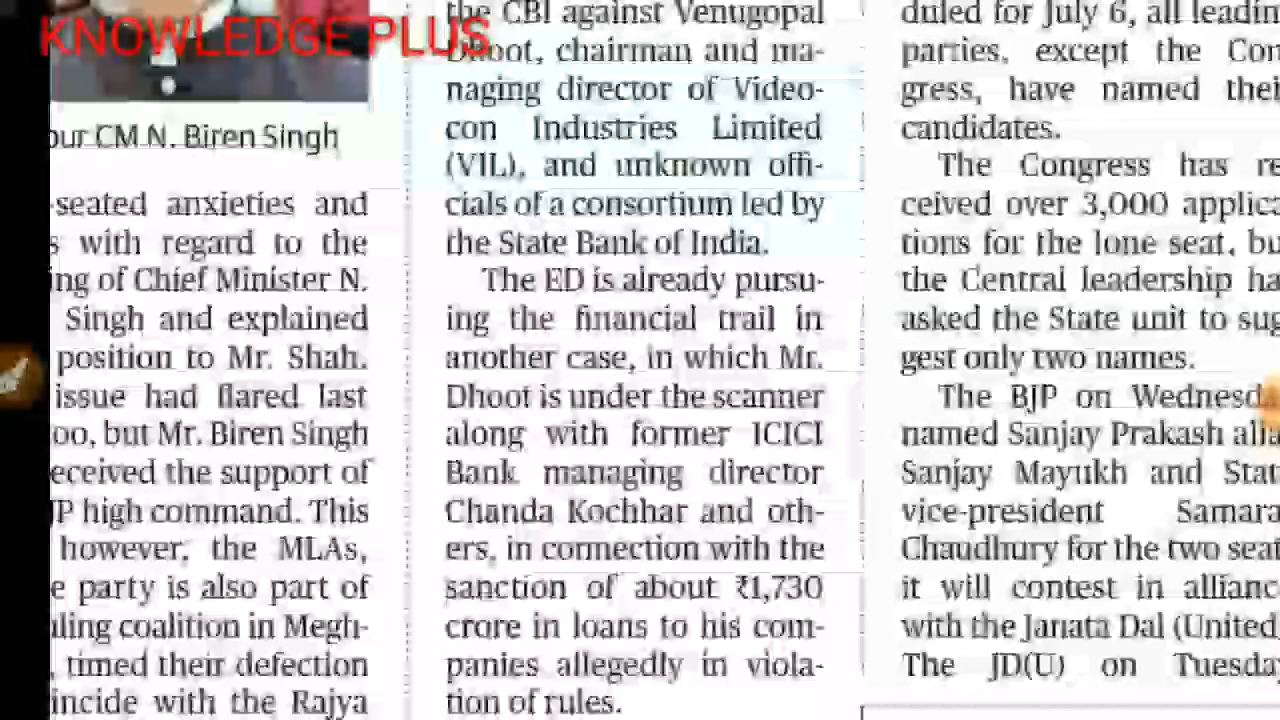 KNOWLEDGE PLUS
pur CM N. Biren Singh
-seated anxieties and
s with regard to the
ing of Chief Minister N.
Singh and explained
position to Mr. Shah.
issue had flared last
oo, but Mr. Biren Singh
eceived the support of
JP high command. This
however, the MLAs,
e party is also part of
uling coalition in Megh-
, timed their defection
incide with the Rajya
the CBI against Venugopal
Dhoot, chairman and ma-
naging director of Video-
con Industries Limited
(VIL), and unknown offi-
cials of a consortium led by
the State Bank of India.
The ED is already pursu-
ing the financial trail in
another case, in which Mr.
Dhoot is under the scanner
along with former ICICI
Bank managing director
Chanda Kochhar and oth-
ers, in connection with the
sanction of about ₹1,730
crore in loans to his com-
panies allegedly in viola-
tion of rules.
duled for July 6, all leadin
parties, except the Con
gress, have named thei
candidates.
The Congress has re
ceived over 3,000 applica
tions for the lone seat, bu
the Central leadership ha
asked the State unit to sug
gest only two names.
The BJP on Wednesda
named Sanjay Prakash alia
Sanjay Mayukh and Stat
vice-president Samara
Chaudhury for the two seat
it will contest in allianc
with the Janata Dal (United
The JD(U) on Tuesday